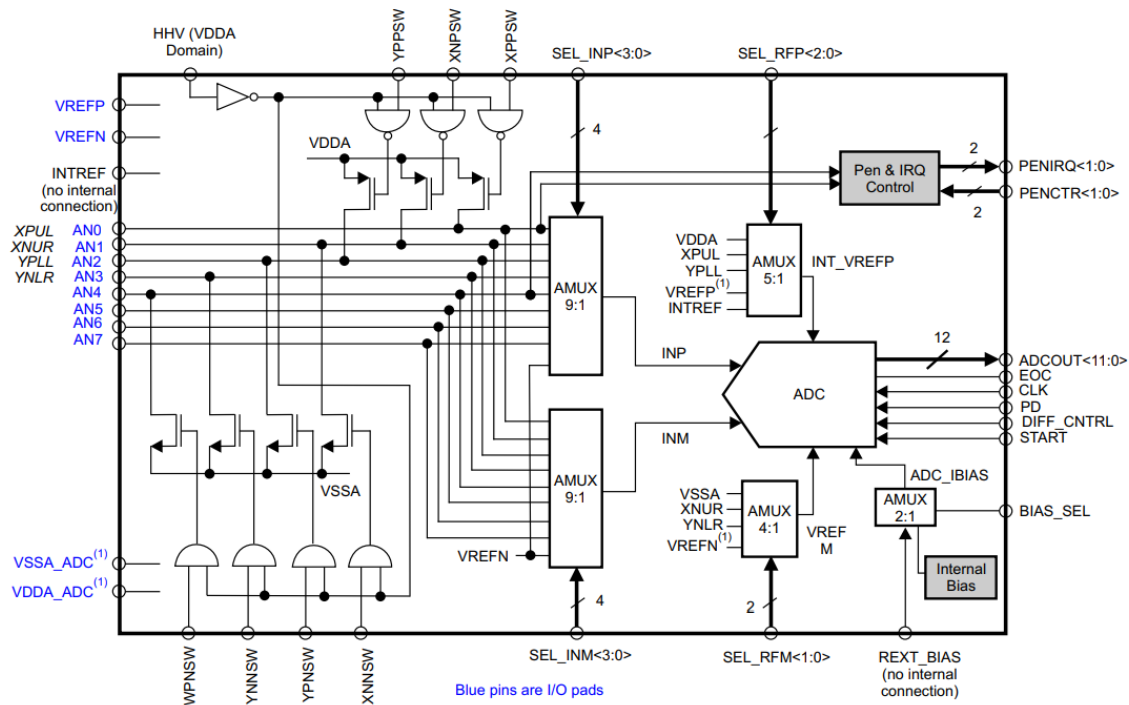 HHV (VDDA
Domain)
YPPSW
XNPSW
XPPSW
SEL_INP<3:0>
SEL_RFP<2:0>
VREFP
VREFN
INTREF
(no internal
connection)
VDDA
4
Pen & IRQ
Control
2
PENIRQ<1:0>
PENCTR<1:0>
2
XPUL AN0
XNUR AN1
YPLL AN2
YNLR AN3
AN4
AN5
AN6
AN7
AMUX
9:1
VDDA
XPUL
YPLL
VREFP(1)
INTREF
AMUX
5:1
INT_VREFP
INP
ADC
12
ADCOUT<11:0>
EOC
CLK
PD
DIFF_CNTRL
START
INM
AMUX
9:1
VSSA
VREFN
VSSA
XNUR
YNLR
VREFN(1)
AMUX
4:1
VREF
M
ADC_IBIAS
AMUX
2:1
BIAS_SEL
Internal
Bias
VSSA_ADC(1)
VDDA_ADC(1)
4
2
WPNSW
YNNSW
YPNSW
XNNSW
SEL_INM<3:0>
SEL_RFM<1:0>
REXT_BIAS
(no internal
connection)
Blue pins are I/O pads